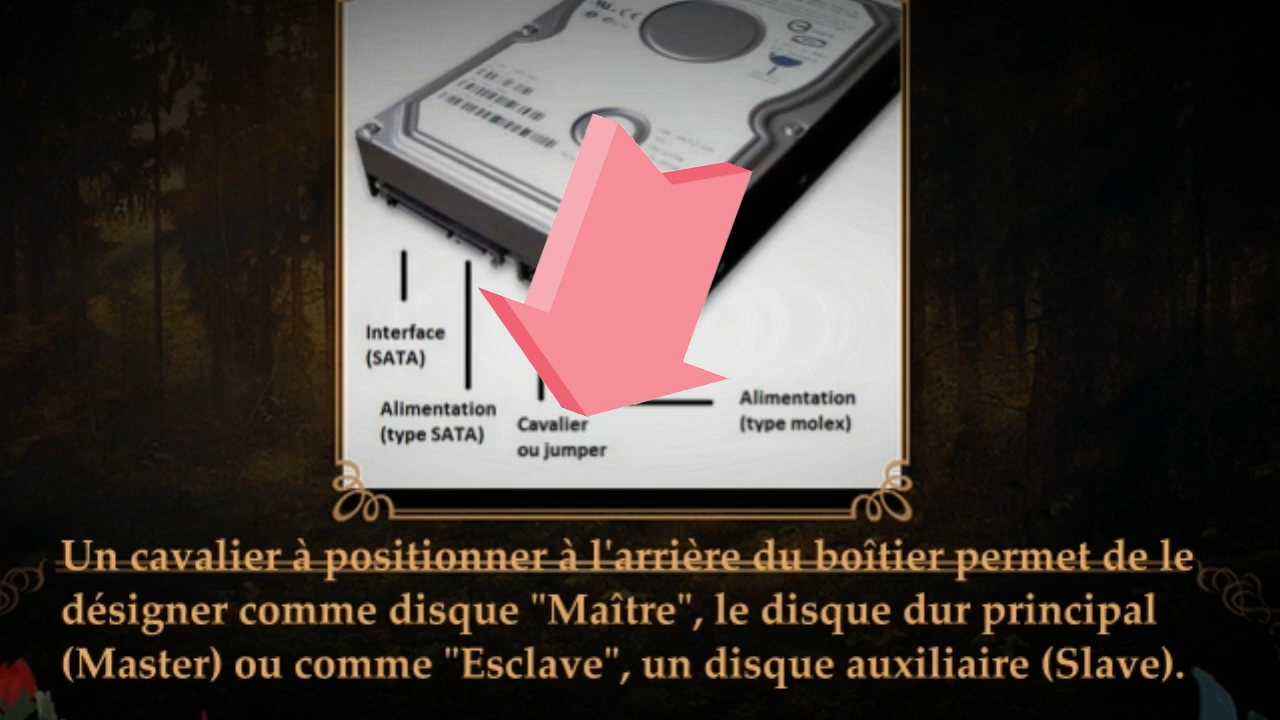 Interface
(SATA)
Alimentation
(type SATA)
Cavalier
ou jumper
Alimentation
(type molex)
Un cavalier à positionner à l'arrière du boîtier permet de le
désigner comme disque "Maître", le disque dur principal
(Master) ou comme "Esclave", un disque auxiliaire (Slave).